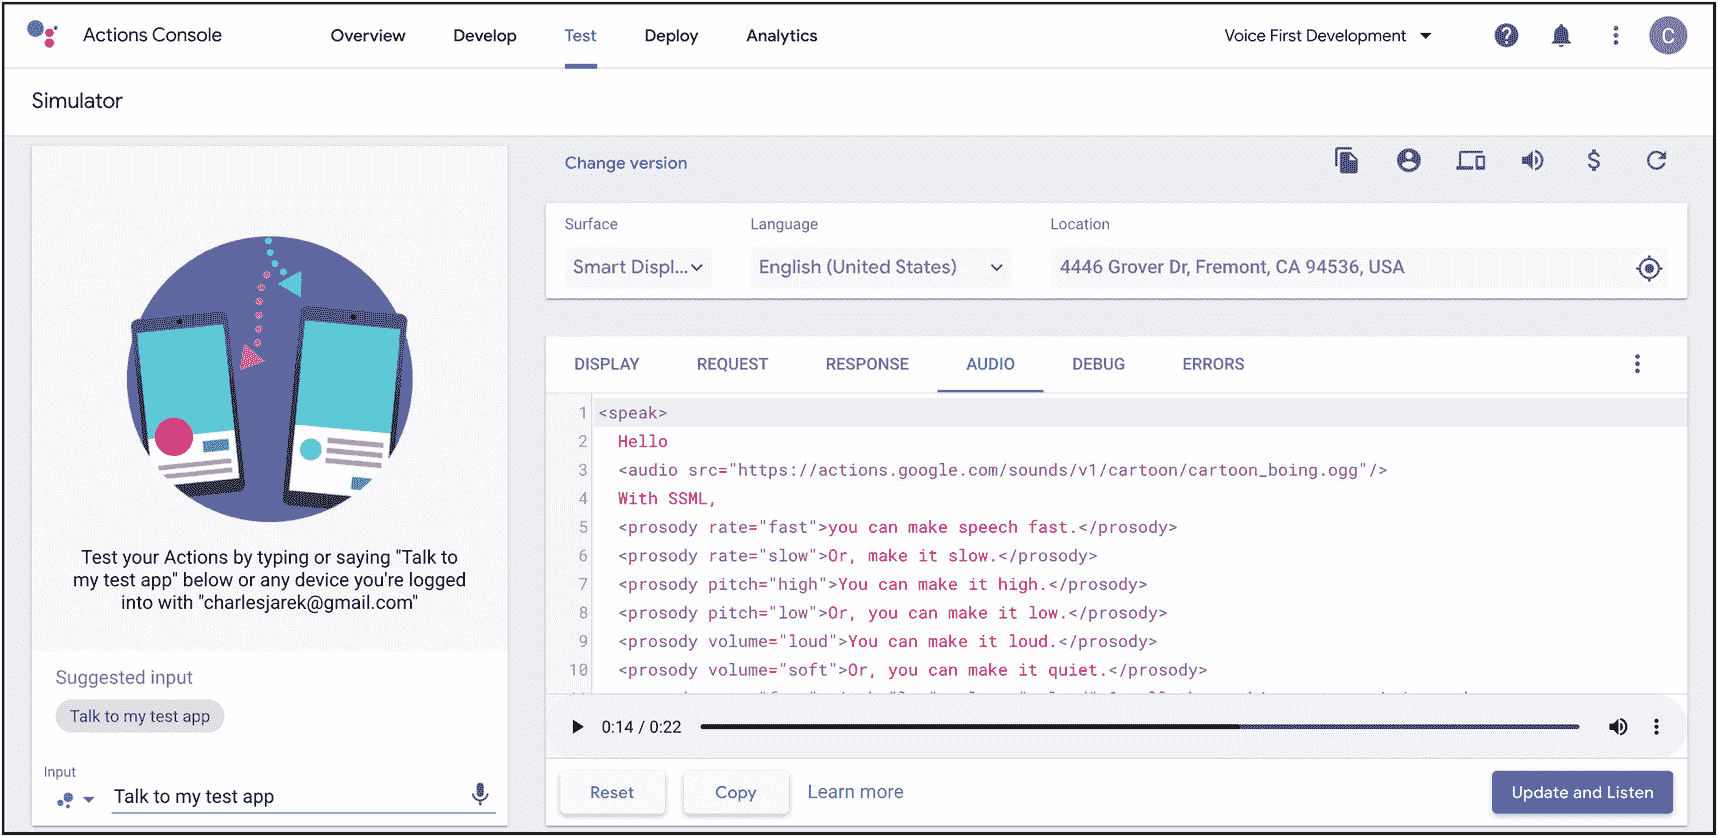 Actions Console
Overview
Develop
Test
Deploy
Analytics
Voice First Development
C
Simulator
Test your Actions by typing or saying "Talk to
my test app" below or any device you're logged
into with "charlesjarek@gmail.com"
Suggested input
Talk to my test app
Input
Talk to my test app
Change version
Surface
Language
Location
Smart Displ...
English (United States)
4446 Grover Dr, Fremont, CA 94536, USA
DISPLAY
REQUEST
RESPONSE
AUDIO
DEBUG
ERRORS
1 <speak>
2 Hello
3 <audio src="https://actions.google.com/sounds/v1/cartoon/cartoon_boing.ogg"/>
4 With SSML,
5 <prosody rate="fast">you can make speech fast.</prosody>
6 <prosody rate="slow">Or, make it slow.</prosody>
7 <prosody pitch="high">You can make it high.</prosody>
8 <prosody pitch="low">Or, you can make it low.</prosody>
9 <prosody volume="loud">You can make it loud.</prosody>
10 <prosody volume="soft">Or, you can make it quiet.</prosody>
0:14 / 0:22
Reset
Copy
Learn more
Update and Listen